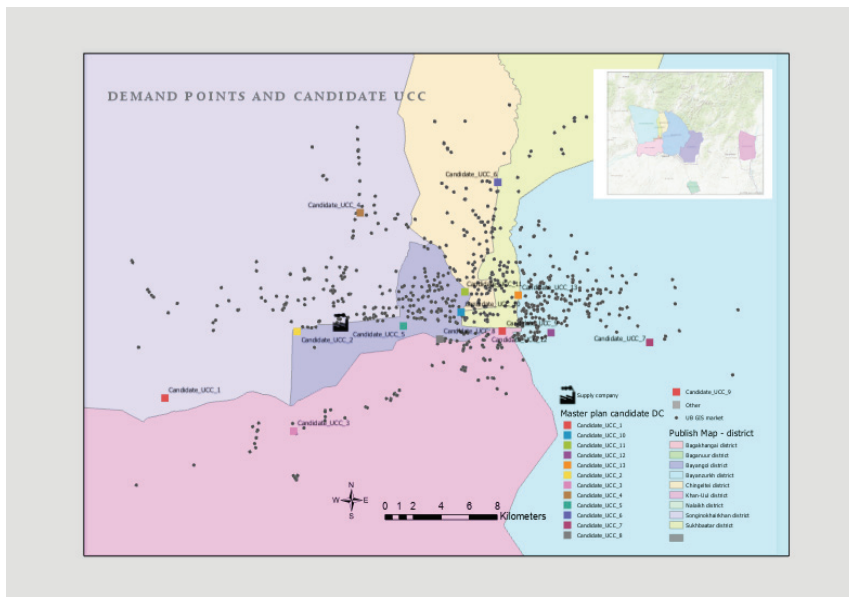 DEMAND POINTS AND CANDIDATE UCC
Candidate_UCC_6
Candidate_UCC_4
Candidate_UCC_13
Candidate_UCC_5
Candidate_UCC_2
Candidate_UCC_7
Candidate_UCC_1
Candidate_UCC_3
N
W E
S
0 1 2 4 6 8
Kilometers
Supply company
Master plan candidate DC
Candidate_UCC_1
Candidate_UCC_10
Candidate_UCC_11
Candidate_UCC_12
Candidate_UCC_13
Candidate_UCC_2
Candidate_UCC_3
Candidate_UCC_4
Candidate_UCC_5
Candidate_UCC_6
Candidate_UCC_7
Candidate_UCC_8
Candidate_UCC_9
Other
UB GIS market
Publish Map - district
Bagakhangai district
Baganuur district
Bayangol district
Bayanzurkh district
Chingeltei district
Khan-Uul district
Nalaikh district
Songinokhairkhan district
Sukhbaatar district